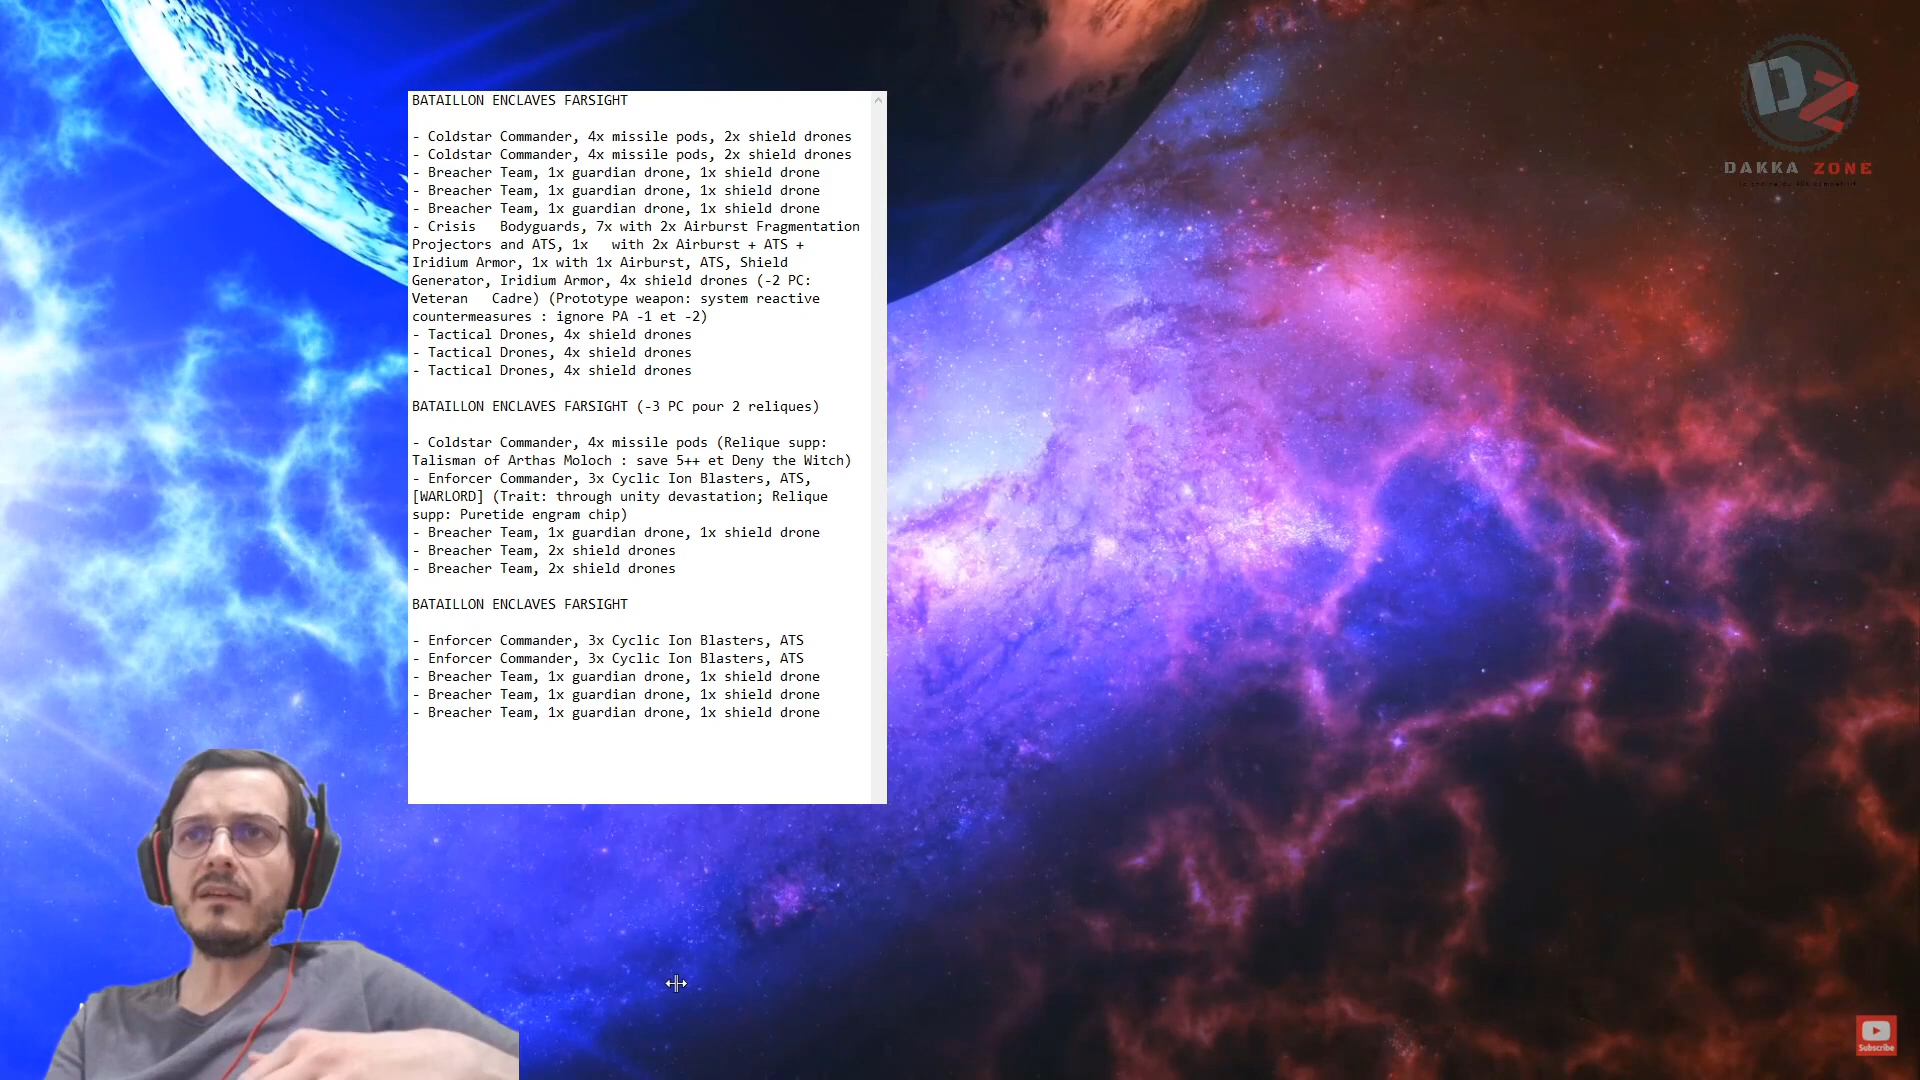 BATAILLON ENCLAVES FARSIGHT
- Coldstar Commander, 4x missile pods, 2x shield drones
- Coldstar Commander, 4x missile pods, 2x shield drones
- Breacher Team, 1x guardian drone, 1x shield drone
- Breacher Team, 1x guardian drone, 1x shield drone
- Breacher Team, 1x guardian drone, 1x shield drone
- Crisis   Bodyguards, 7x with 2x Airburst Fragmentation
Projectors and ATS, 1x   with 2x Airburst + ATS +
Iridium Armor, 1x with 1x Airburst, ATS, Shield
Generator, Iridium Armor, 4x shield drones (-2 PC:
Veteran   Cadre) (Prototype weapon: system reactive
countermeasures : ignore PA -1 et -2)
- Tactical Drones, 4x shield drones
- Tactical Drones, 4x shield drones
- Tactical Drones, 4x shield drones
BATAILLON ENCLAVES FARSIGHT (-3 PC pour 2 reliques)
- Coldstar Commander, 4x missile pods (Relique supp:
Talisman of Arthas Moloch : save 5++ et Deny the Witch)
- Enforcer Commander, 3x Cyclic Ion Blasters, ATS,
[WARLORD] (Trait: through unity devastation; Relique
supp: Puretide engram chip)
- Breacher Team, 1x guardian drone, 1x shield drone
- Breacher Team, 2x shield drones
- Breacher Team, 2x shield drones
BATAILLON ENCLAVES FARSIGHT
- Enforcer Commander, 3x Cyclic Ion Blasters, ATS
- Enforcer Commander, 3x Cyclic Ion Blasters, ATS
- Breacher Team, 1x guardian drone, 1x shield drone
- Breacher Team, 1x guardian drone, 1x shield drone
- Breacher Team, 1x guardian drone, 1x shield drone
DZ
DAKKA ZONE
Subscribe